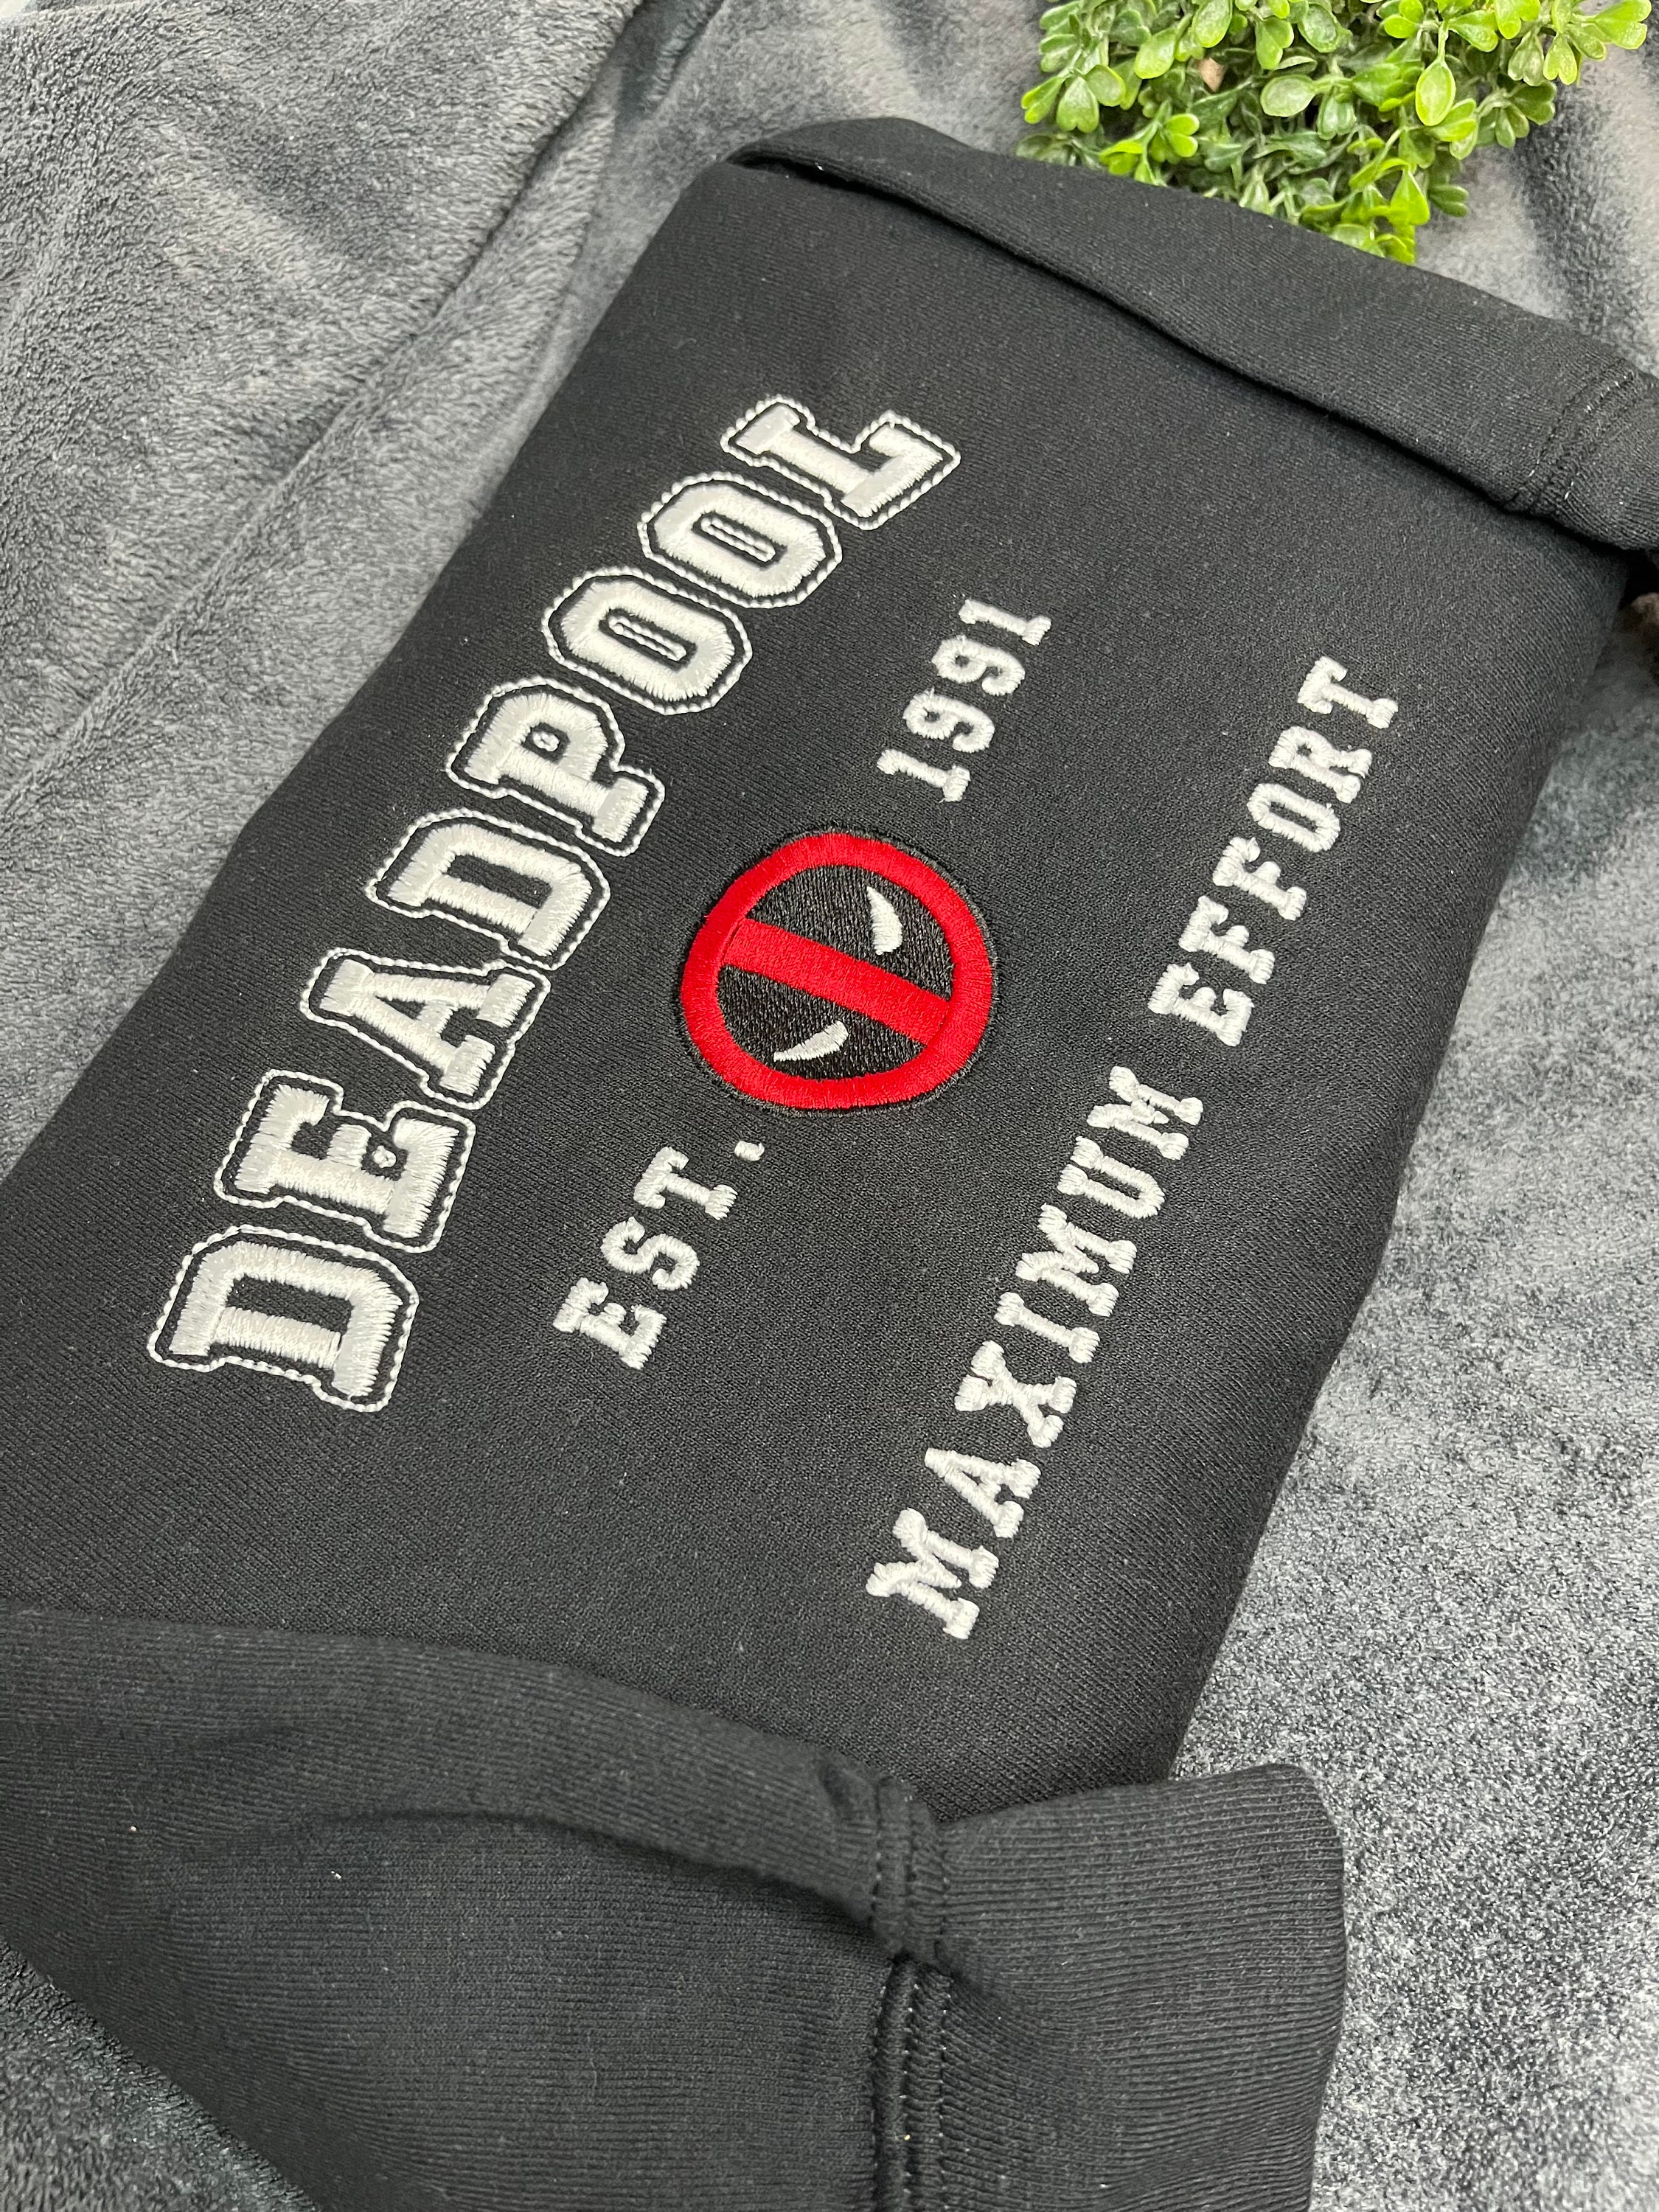 DEADPOOL
EST. 1991
MAXIMUM EFFORT